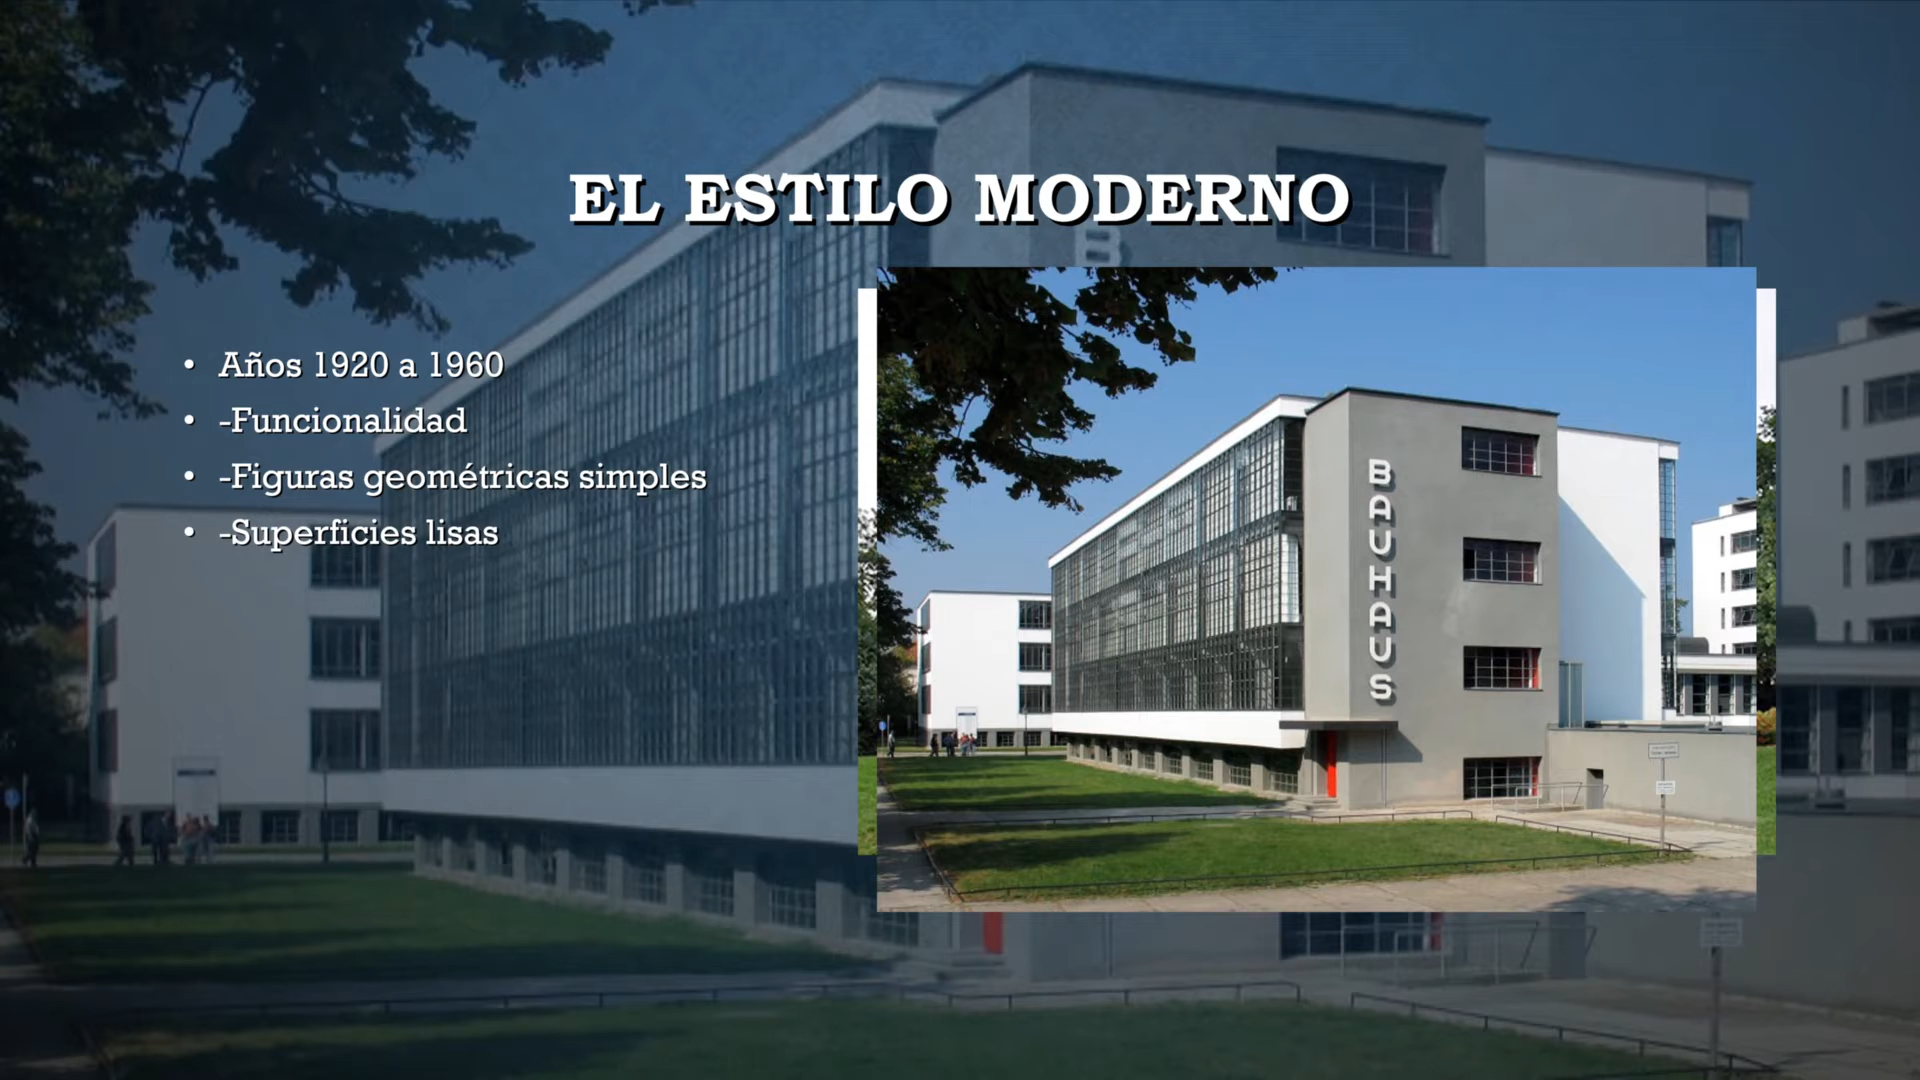 EL ESTILO MODERNO
• Años 1920 a 1960
• -Funcionalidad
• -Figuras geométricas simples
• -Superficies lisas
B
BAUHAUS